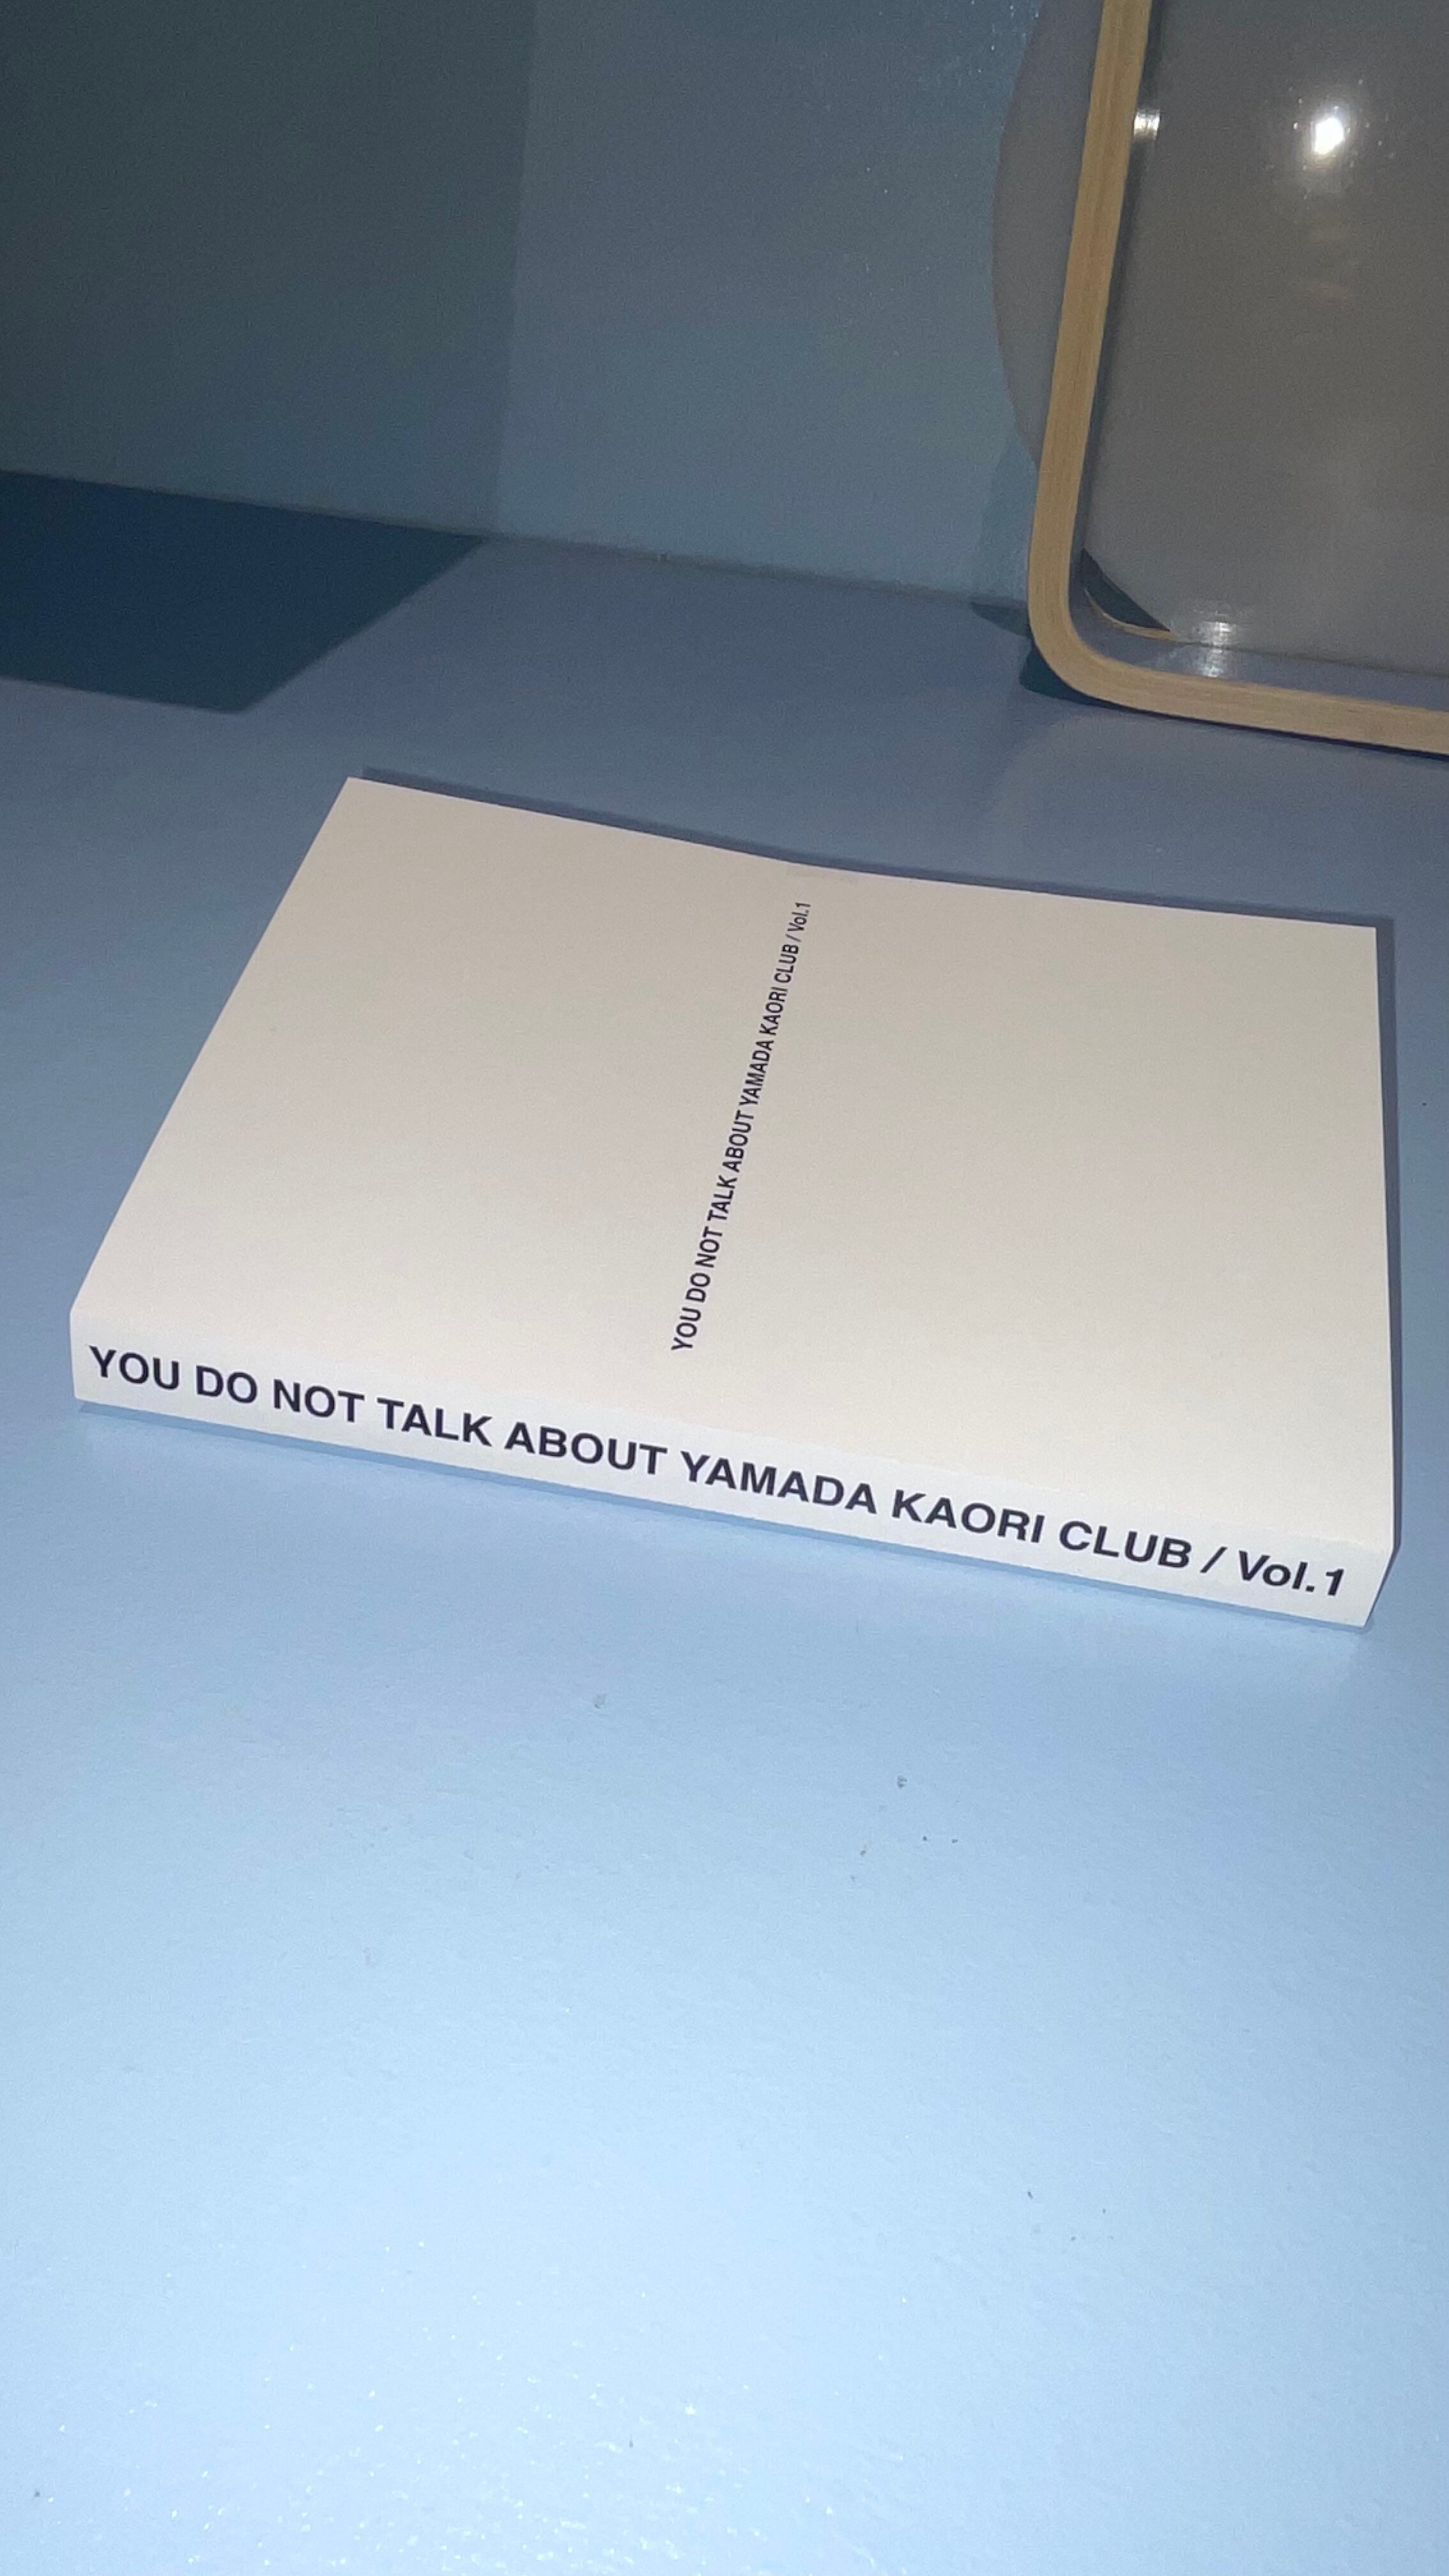 YOU DO NOT TALK ABOUT YAMADA KAORI CLUB / Vol.1
YOU DO NOT TALK ABOUT YAMADA KAORI CLUB / Vol.1